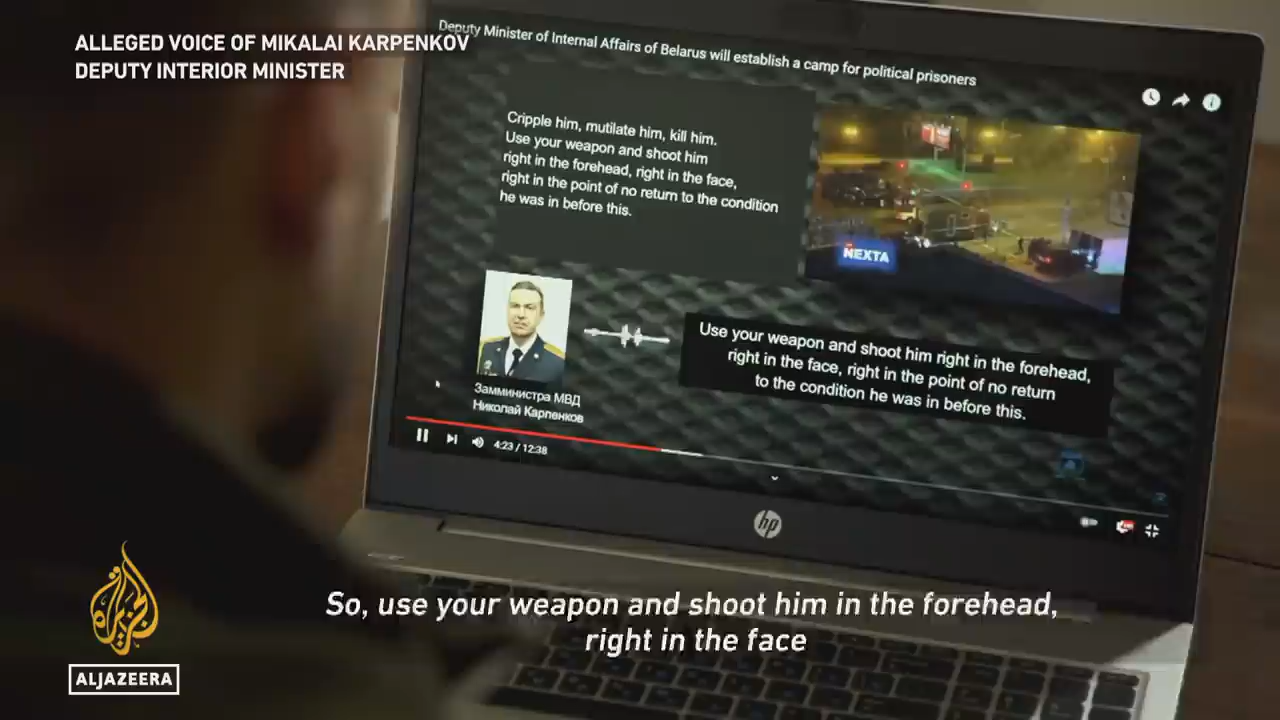 ALLEGED VOICE OF MIKALAI KARPENKOV
DEPUTY INTERIOR MINISTER
Deputy Minister of Internal Affairs of Belarus will establish a camp for political prisoners
Cripple him, mutilate him, kill him.
Use your weapon and shoot him
right in the forehead, right in the face,
right in the point of no return to the condition
he was in before this.
NEXTA
Замминистра МВД
Николай Карпенков
Use your weapon and shoot him right in the forehead,
right in the face, right in the point of no return
to the condition he was in before this.
4:23 / 12:38
hp
So, use your weapon and shoot him in the forehead,
right in the face
ALJAZEERA